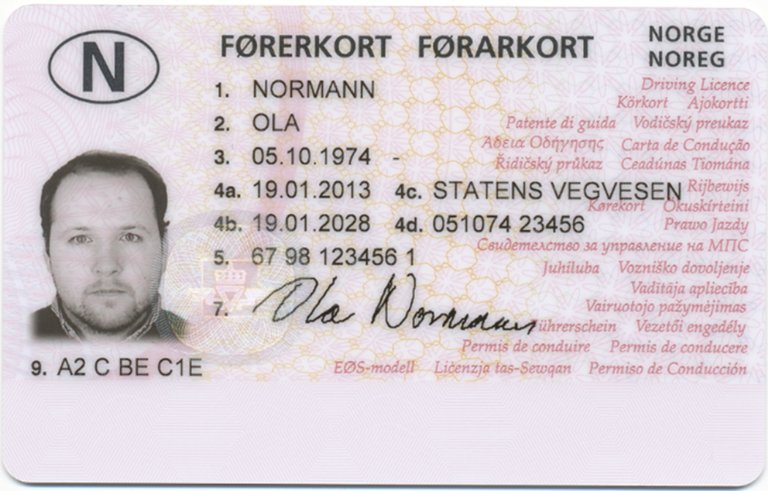 N
FØRERKORT FØRARKORT
NORGE
NOREG
1. NORMANN
2. OLA
3. 05.10.1974 -
4a. 19.01.2013 4c. STATENS VEGVESEN
4b. 19.01.2028 4d. 051074 23456
5. 67 98 123456 1
7. Ola Normann
9. A2 C BE C1E
Driving Licence
Körkort Ajokortti
Patente di guida Vodičský preukaz
Αδεια Οδήγησης Carta de Condução
Řidičský průkaz Ceadúnas Tiomána
Rijbewijs
Kørekort Ökuskírteini
Prawo Jazdy
Свидетелство за управление на МПС
Juhiluba Vozniško dovoljenje
Vadītāja apliecība
Vairuotojo pažymėjimas
ührerschein Vezetői engedély
Permis de conduire Permis de conducere
EØS-modell Liċenzja tas-Sewqan Permiso de Conducción